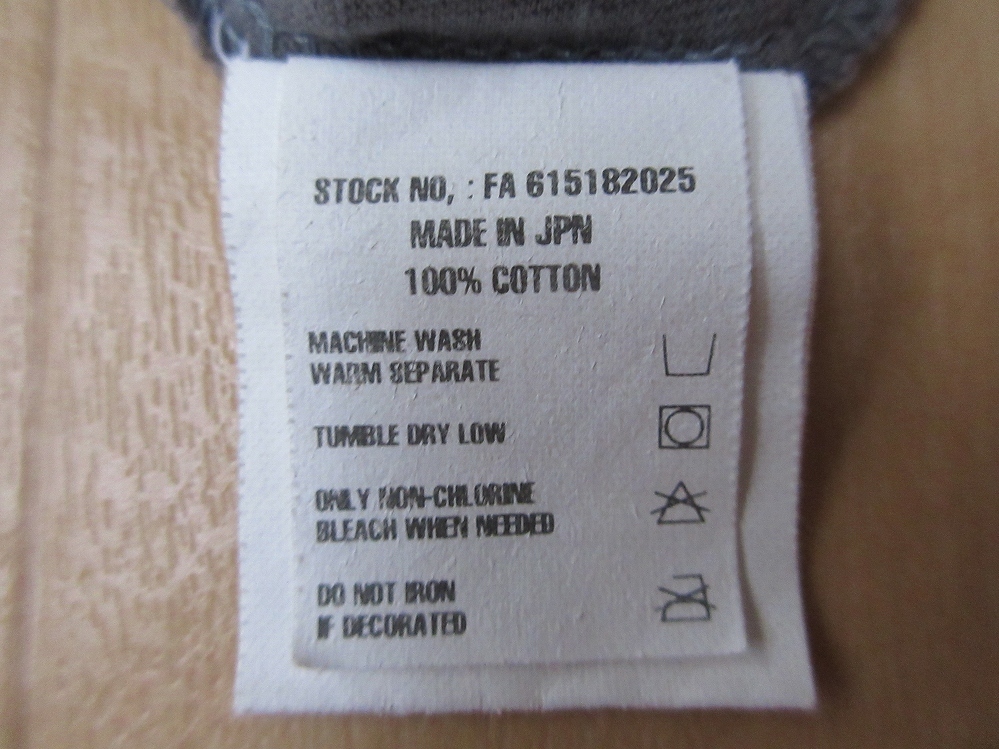 STOCK NO, : FA 615182025
MADE IN JPN
100% COTTON
MACHINE WASH
WARM SEPARATE
TUMBLE DRY LOW
ONLY NON-CHLORINE
BLEACH WHEN NEEDED
DO NOT IRON
IF DECORATED